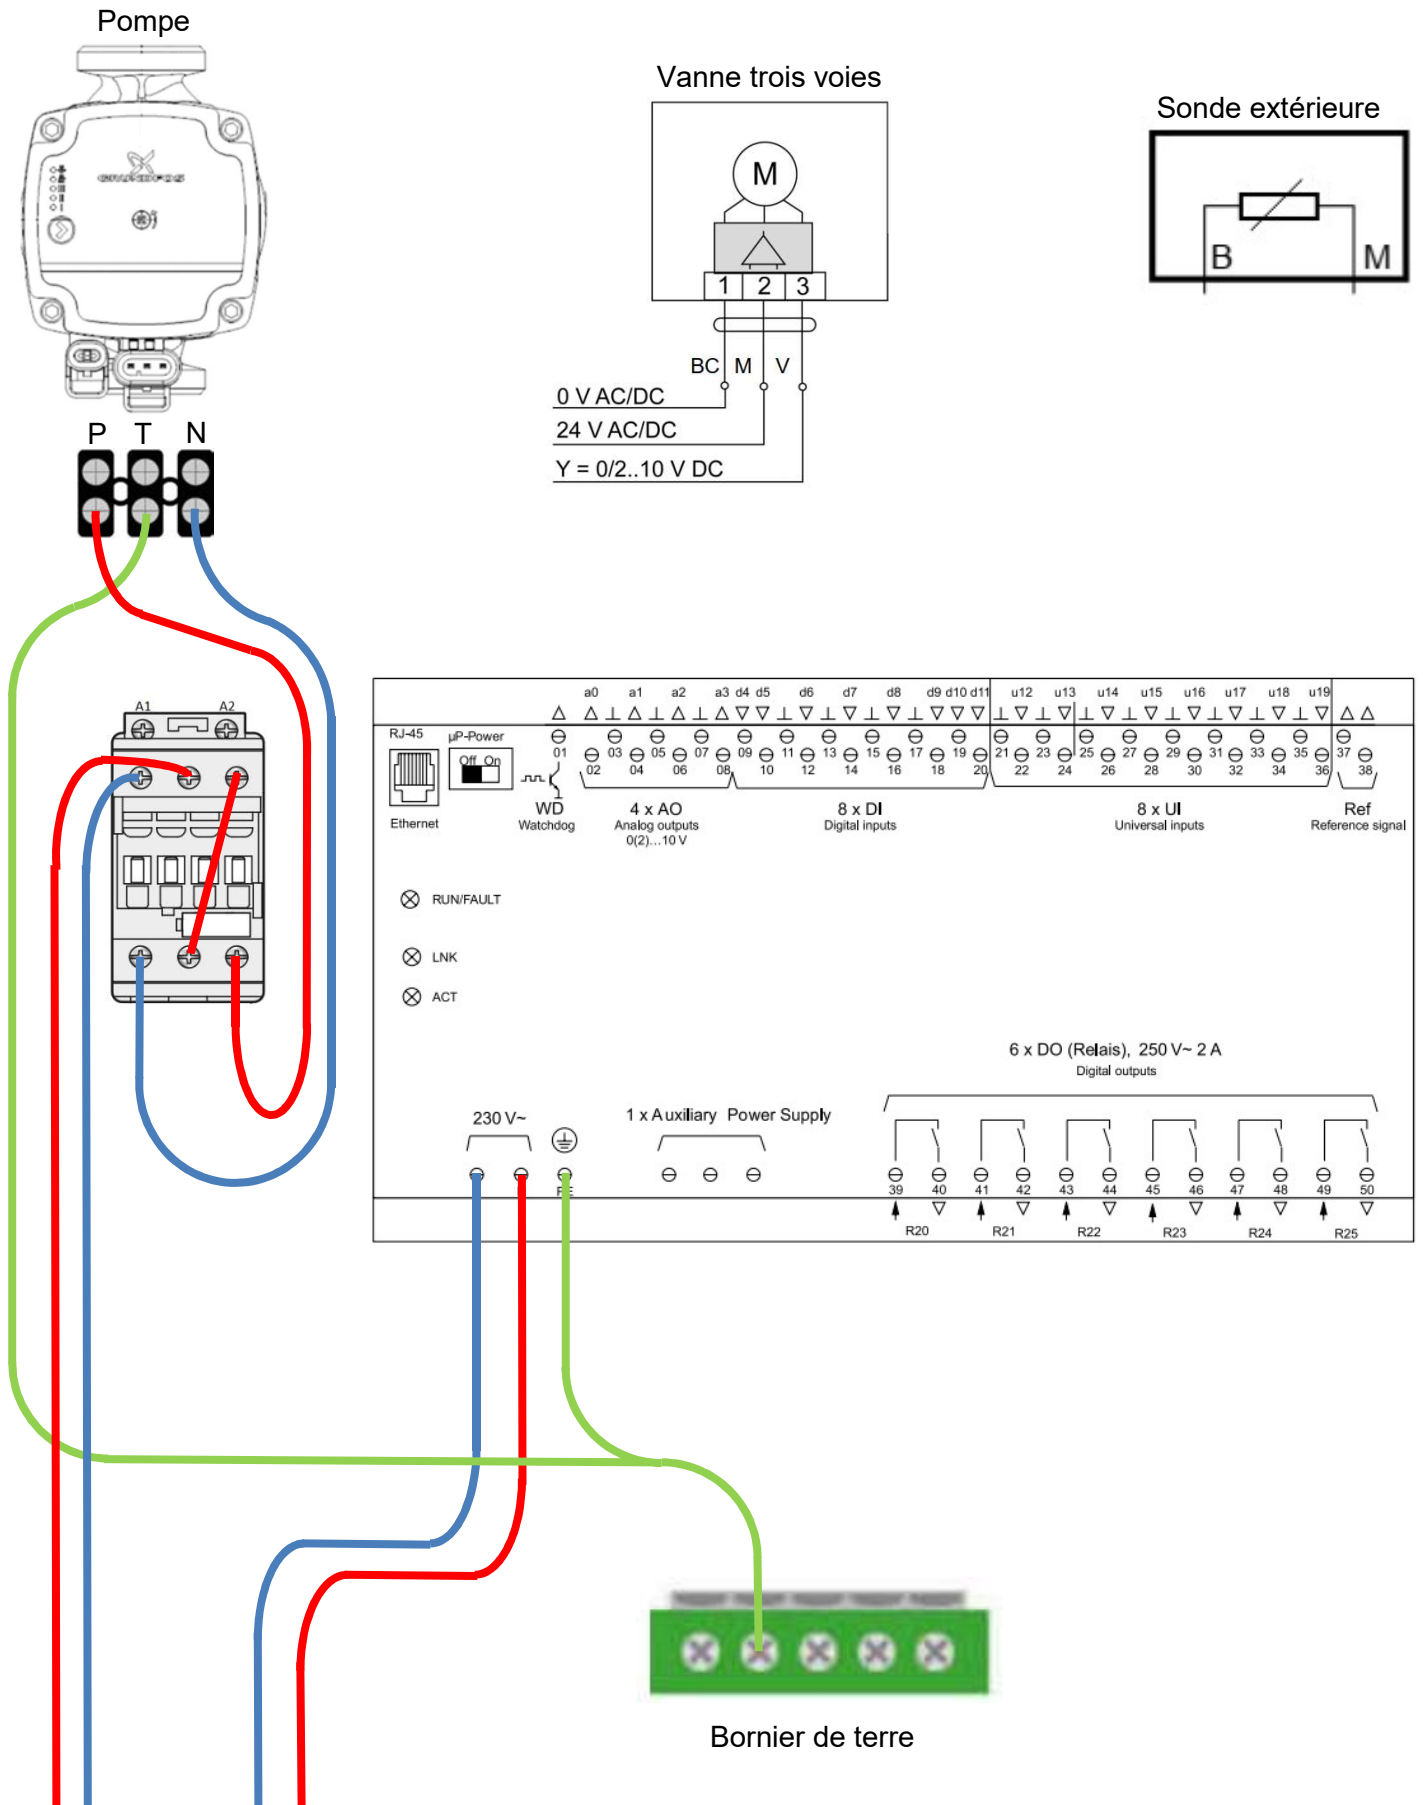 Pompe
Vanne trois voies
Sonde extérieure
GRUNDFOS
M
1 2 3
B M
BC M V
0 V AC/DC
24 V AC/DC
Y = 0/2..10 V DC
P T N
A1 A2
a0 a1 a2 a3 d4 d5 d6 d7 d8 d9 d10 d11 u12 u13 u14 u15 u16 u17 u18 u19
RJ-45
µP-Power
Off On
01 03 05 07 09 11 13 15 17 19 21 23 25 27 29 31 33 35 37
02 04 06 08 10 12 14 16 18 20 22 24 26 28 30 32 34 36 38
WD
4 x AO
8 x DI
8 x UI
Ref
Ethernet
Watchdog
Analog outputs
Digital inputs
Universal inputs
Reference signal
0(2)...10 V
RUN/FAULT
LNK
ACT
6 x DO (Relais), 250 V~ 2 A
Digital outputs
230 V~
1 x Auxiliary Power Supply
PE
39 40 41 42 43 44 45 46 47 48 49 50
R20 R21 R22 R23 R24 R25
Bornier de terre